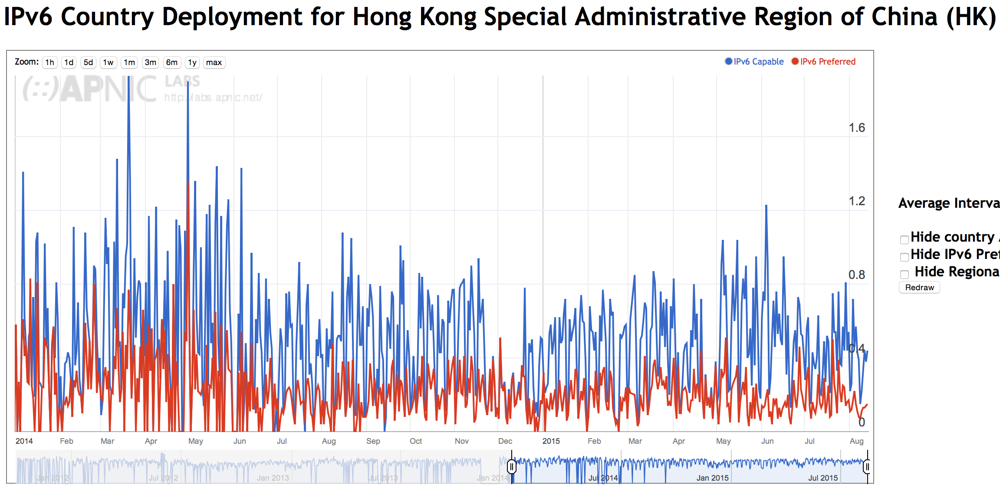 IPv6 Country Deployment for Hong Kong Special Administrative Region of China (HK)
Zoom: 1h 1d 5d 1w 1m 3m 6m 1y max
IPv6 Capable IPv6 Preferred
(::)APNIC LABS
http://labs.apnic.net/
1.6
1.2
0.8
0.4
0
2014 Feb Mar Apr May Jun Jul Aug Sep Oct Nov Dec 2015 Feb Mar Apr May Jun Jul Aug
Jan 2012 Jul 2012 Jan 2013 Jul 2013 Jan 2014 Jul 2014 Jan 2015 Jul 2015
Average Interva
Hide country
Hide IPv6 Pref
Hide Regiona
Redraw